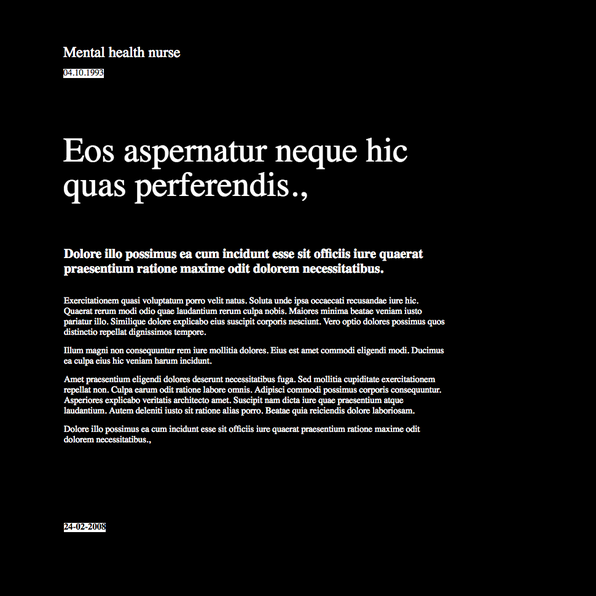 Mental health nurse
04.10.1993
Eos aspernatur neque hic
quas perferendis.,
Dolore illo possimus ea cum incidunt esse sit officiis iure quaerat
praesentium ratione maxime odit dolorem necessitatibus.
Exercitationem quasi voluptatum porro velit natus. Soluta unde ipsa occaecati recusandae iure hic.
Quaerat rerum modi odio quae laudantium rerum culpa nobis. Maiores minima beatae veniam iusto
pariatur illo. Similique dolore explicabo eius suscipit corporis nesciunt. Vero optio dolores possimus quos
distinctio repellat dignissimos tempore.
Illum magni non consequuntur rem iure mollitia dolores. Eius est amet commodi eligendi modi. Ducimus
ea culpa eius hic veniam harum incidunt.
Amet praesentium eligendi dolores deserunt necessitatibus fuga. Sed mollitia cupiditate exercitationem
repellat non. Culpa earum odit ratione labore omnis. Adipisci commodi possimus corporis consequuntur.
Asperiores explicabo veritatis architecto amet. Suscipit nam dicta iure quae praesentium atque
laudantium. Autem deleniti iusto sit ratione alias porro. Beatae quia reiciendis dolore laboriosam.
Dolore illo possimus ea cum incidunt esse sit officiis iure quaerat praesentium ratione maxime odit
dolorem necessitatibus.,
24-02-2008